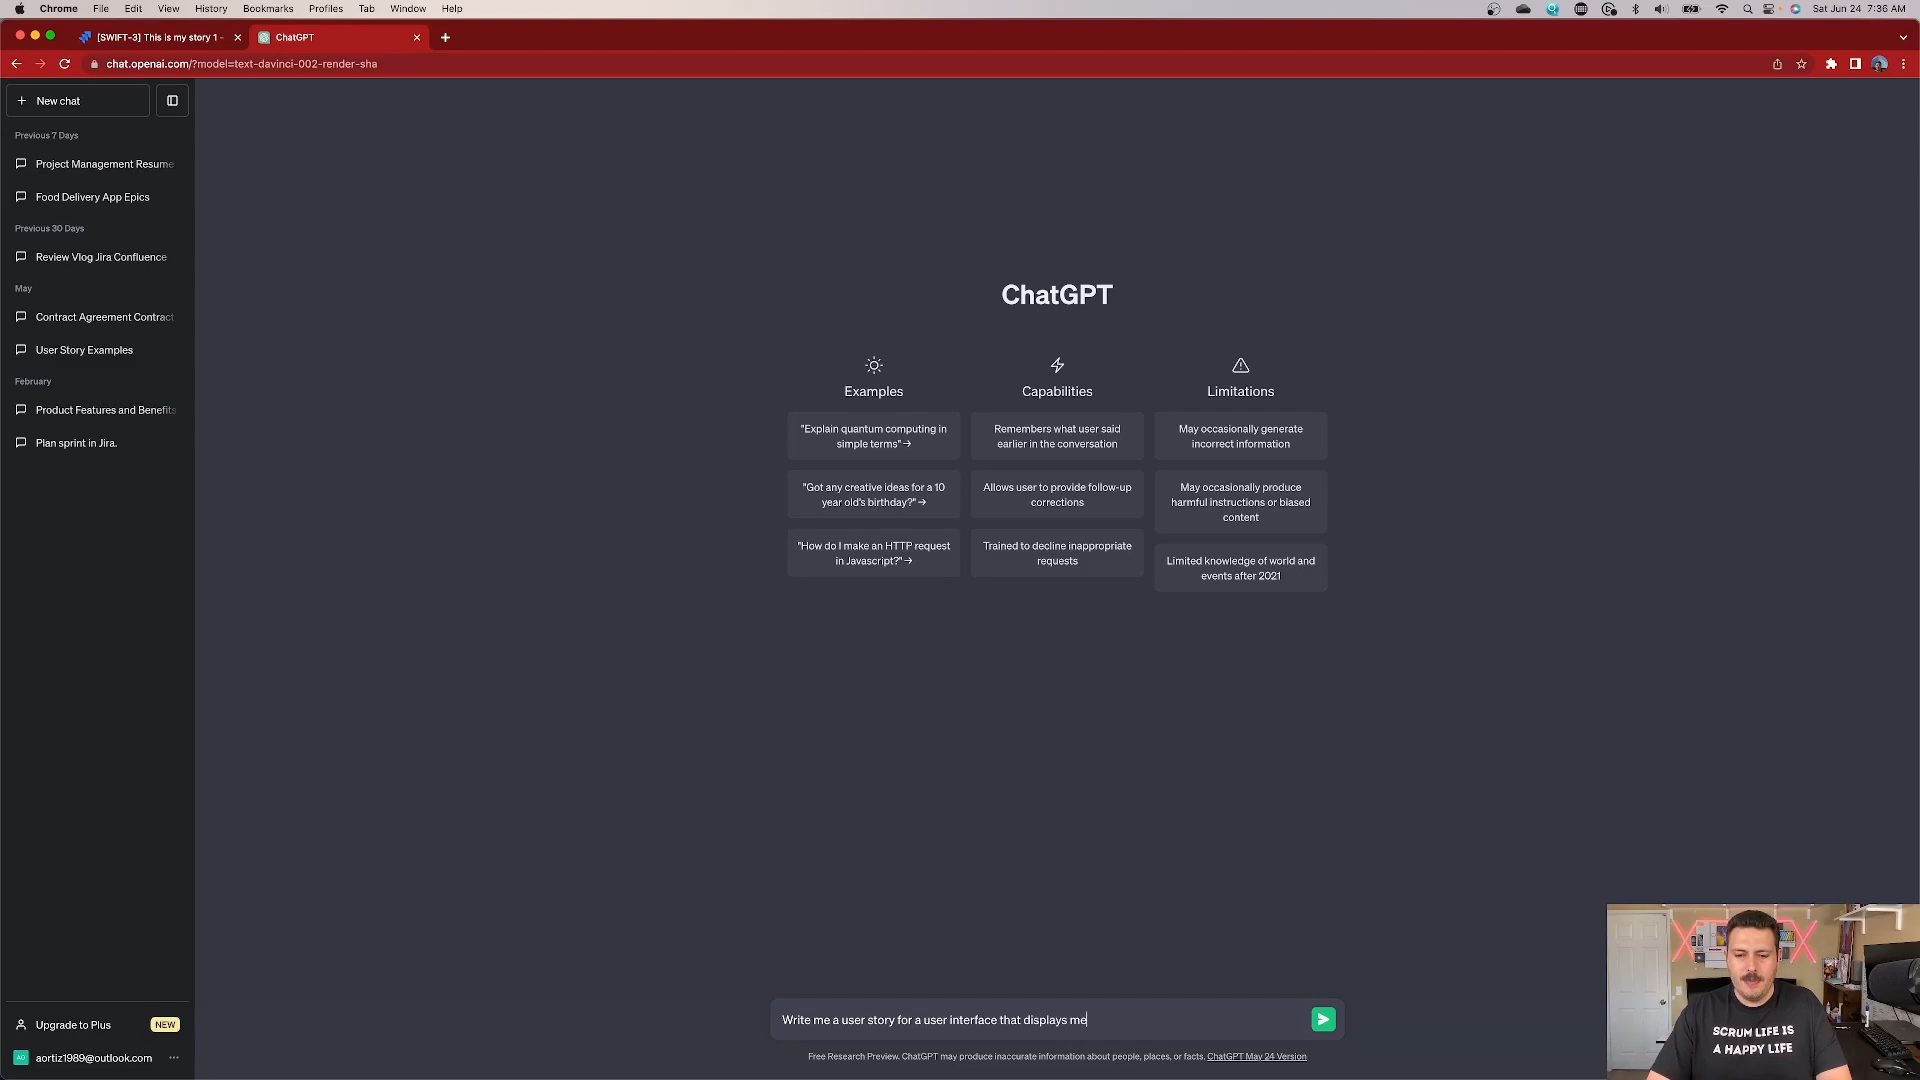 Chrome File Edit View History Bookmarks Profiles Tab Window Help
Sat Jun 24 7:36 AM
[SWIFT-3] This is my story 1 -
ChatGPT
chat.openai.com/?model=text-davinci-002-render-sha
New chat
Previous 7 Days
Project Management Resume
Food Delivery App Epics
Previous 30 Days
Review Vlog Jira Confluence
May
Contract Agreement Contract
User Story Examples
February
Product Features and Benefits
Plan sprint in Jira.
Upgrade to Plus
NEW
AO
aortiz1989@outlook.com
ChatGPT
Examples
"Explain quantum computing in
simple terms" →
"Got any creative ideas for a 10
year old's birthday?" →
"How do I make an HTTP request
in Javascript?" →
Capabilities
Remembers what user said
earlier in the conversation
Allows user to provide follow-up
corrections
Trained to decline inappropriate
requests
Limitations
May occasionally generate
incorrect information
May occasionally produce
harmful instructions or biased
content
Limited knowledge of world and
events after 2021
Write me a user story for a user interface that displays me
Free Research Preview. ChatGPT may produce inaccurate information about people, places, or facts. ChatGPT May 24 Version
SCRUM LIFE IS
A HAPPY LIFE